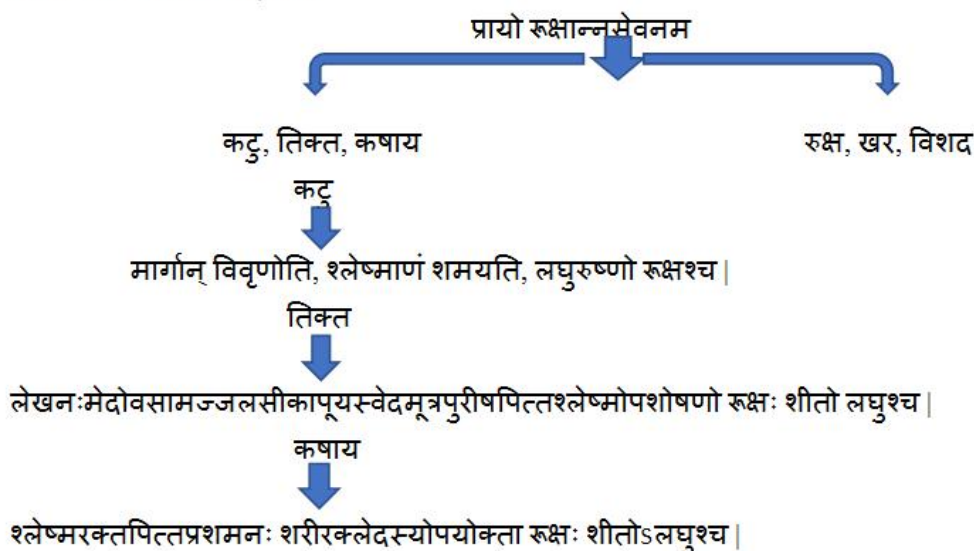 प्रायो रूक्षान्नसेवनम
कटु, तिक्त, कषाय
रुक्ष, खर, विशद
कटु
मार्गान् विवृणोति, श्लेष्माणं शमयति, लघुरुष्णो रूक्षश्च |
तिक्त
लेखनःमेदोवसामज्जलसीकापूयस्वेदमूत्रपुरीषपित्तश्लेष्मोपशोषणो रूक्षः शीतो लघुश्च |
कषाय
श्लेष्मरक्तपित्तप्रशमनः शरीरक्लेदस्योपयोक्ता रूक्षः शीतोऽलघुश्च |